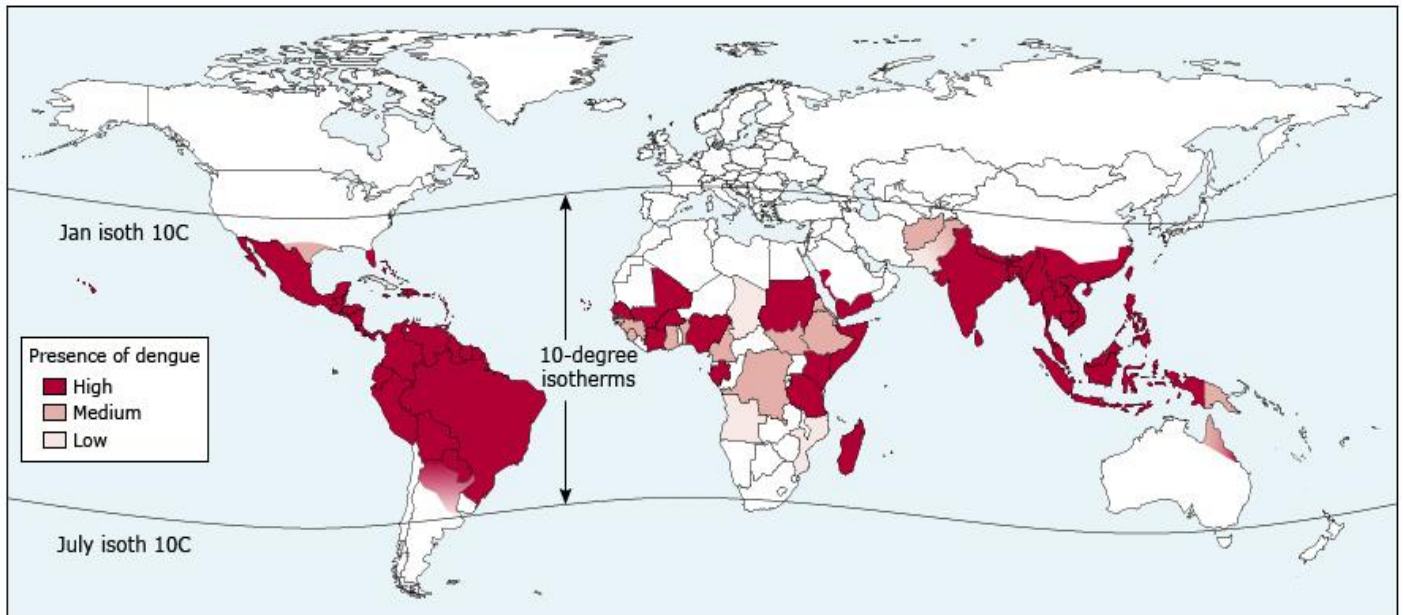 Jan isoth 10C
10-degree
isotherms
Presence of dengue
High
Medium
Low
July isoth 10C